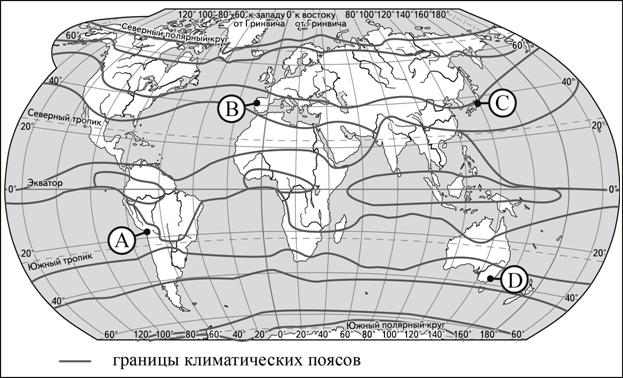 120° 100° 80° 60° к западу 0° к востоку 80° 100° 120° 140° 160° 180°
от Гринвича от Гринвича
Северный полярный круг
60° 60°
40° 40°
B C
Северный тропик
20° 20°
Экватор 0° 0°
A
20° 20°
Южный тропик
D
40° 40°
Южный полярный круг
60° 120° 100° 80° 60° 40° 20° 0° 20° 40° 60° 80° 100° 120° 140° 160° 180° 60°
границы климатических поясов